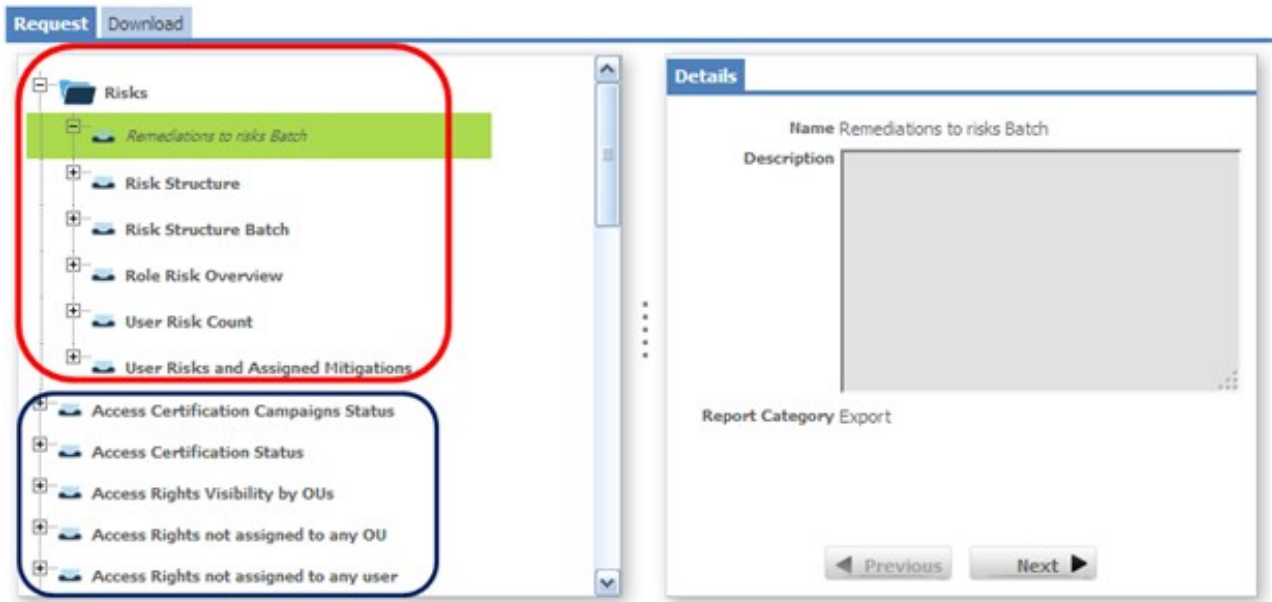 Request Download
Risks
Remediations to risks Batch
Risk Structure
Risk Structure Batch
Role Risk Overview
User Risk Count
User Risks and Assigned Mitigations
Access Certification Campaigns Status
Access Certification Status
Access Rights Visibility by OUs
Access Rights not assigned to any OU
Access Rights not assigned to any user
Details
Name Remediations to risks Batch
Description
Report Category Export
Previous Next